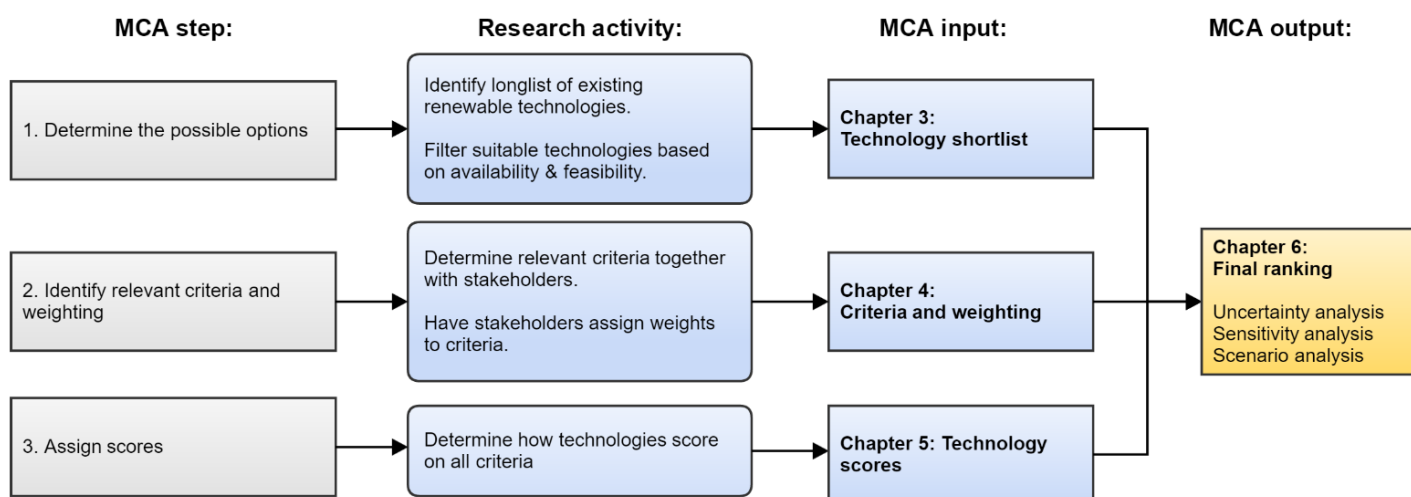 MCA step:
Research activity:
MCA input:
MCA output:
1. Determine the possible options
Identify longlist of existing
renewable technologies.
Filter suitable technologies based
on availability & feasibility.
Chapter 3:
Technology shortlist
2. Identify relevant criteria and
weighting
Determine relevant criteria together
with stakeholders.
Have stakeholders assign weights
to criteria.
Chapter 4:
Criteria and weighting
3. Assign scores
Determine how technologies score
on all criteria
Chapter 5: Technology
scores
Chapter 6:
Final ranking
Uncertainty analysis
Sensitivity analysis
Scenario analysis